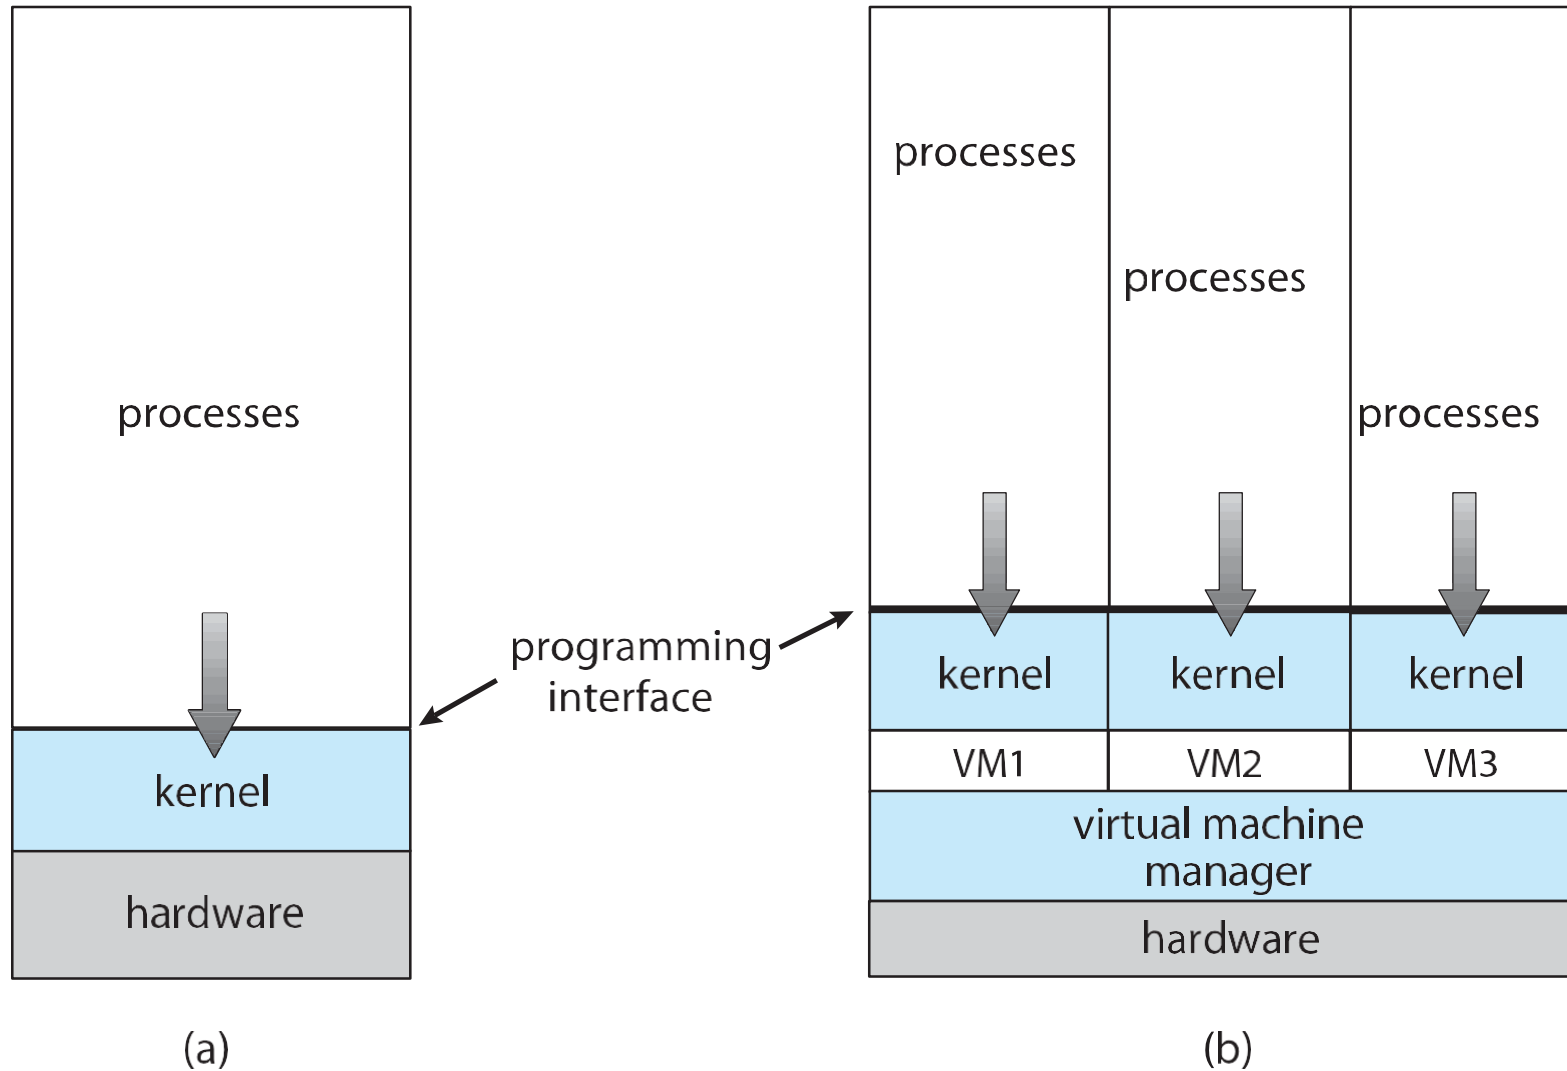 processes
kernel
hardware
(a)
programming
interface
processes
processes
processes
kernel
kernel
kernel
VM1
VM2
VM3
virtual machine
manager
hardware
(b)